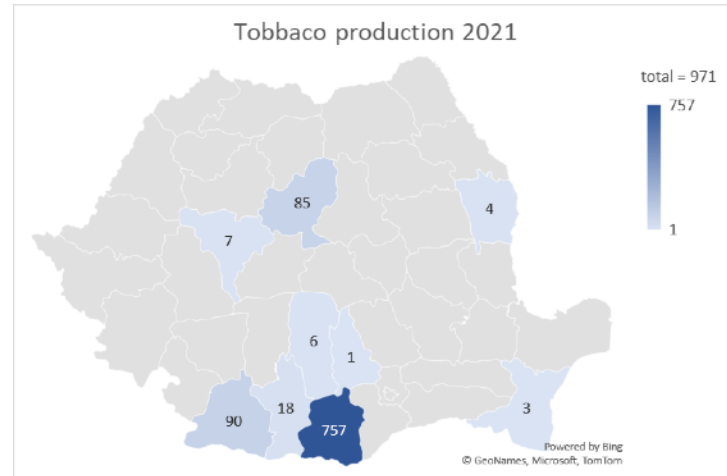 Tobbaco production 2021
total = 971
757
1
85
4
7
6
1
90
18
757
3
Powered by Bing
© GeoNames, Microsoft, TomTom